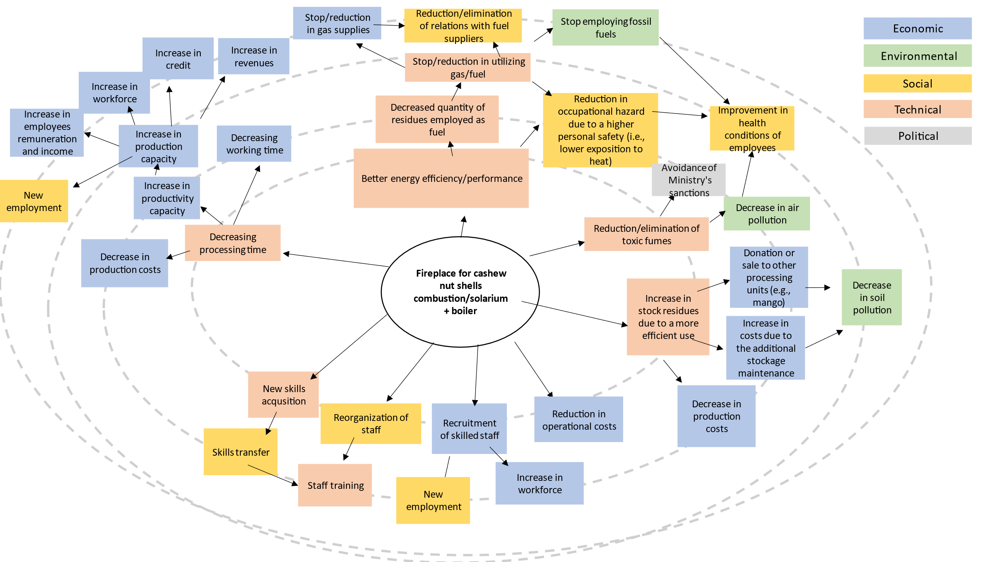 Stop/reduction
in gas supplies
Reduction/elimination
of relations with fuel
suppliers
Stop employing fossil
fuels
Economic
Environmental
Social
Technical
Political
Increase in
credit
Increase in
revenues
Stop/reduction in utilizing
gas/fuel
Increase in
workforce
Increase in
employees
remuneration
and income
Increase in
production
capacity
Decreasing
working time
Decreased quantity of
residues employed as
fuel
Reduction in
occupational hazard
due to a higher
personal safety (i.e.,
lower exposition to
heat)
Improvement in
health
conditions of
employees
New
employment
Increase in
productivity
capacity
Better energy efficiency/performance
Avoidance of
Ministry's
sanctions
Decrease in air
pollution
Decreasing
processing time
Reduction/elimination of
toxic fumes
Decrease in
production costs
Fireplace for cashew
nut shells
combustion/solarium
+ boiler
Increase in
stock residues
due to a more
efficient use
Donation or
sale to other
processing
units (e.g.,
mango)
Decrease
in soil
pollution
Increase in
costs due to
the additional
stockage
maintenance
New skills
acqusition
Reorganization of
staff
Recruitment
of skilled staff
Reduction in
operational costs
Decrease in
production
costs
Skills transfer
Staff training
New
employment
Increase in
workforce